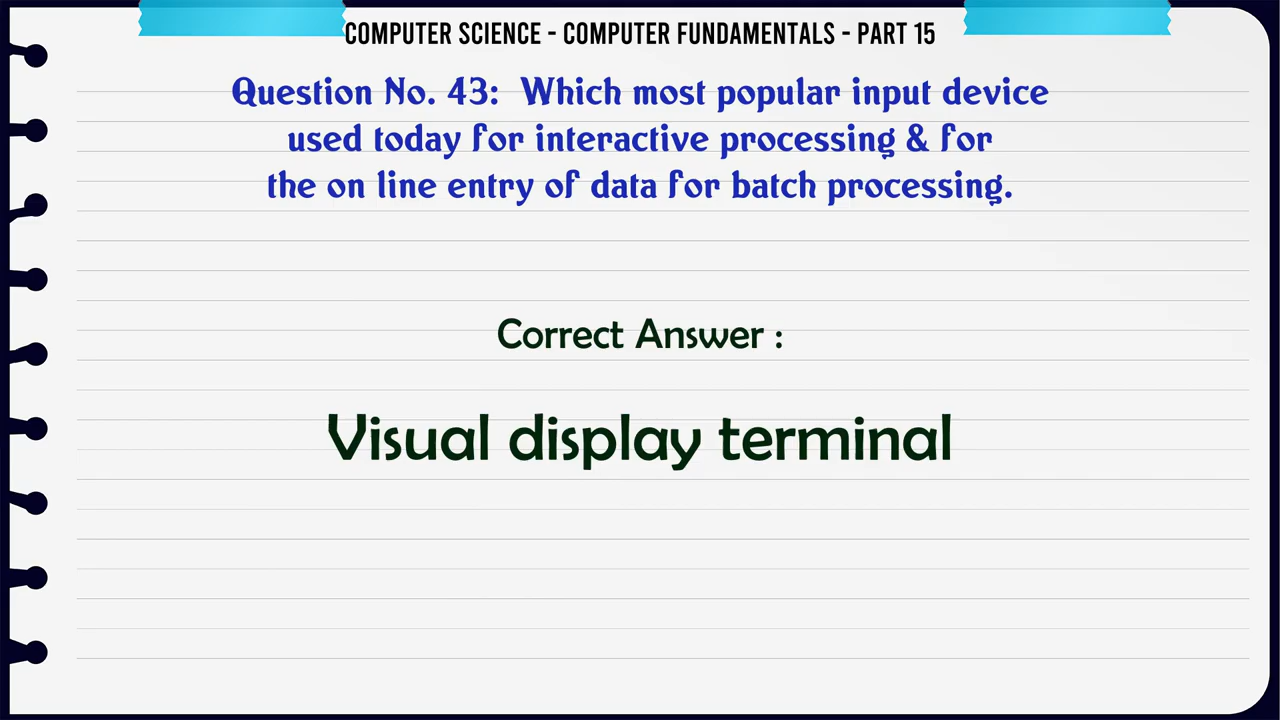 COMPUTER SCIENCE - COMPUTER FUNDAMENTALS - PART 15
Question No. 43: Which most popular input device
used today for interactive processing & for
the on line entry of data for batch processing.
Correct Answer :
Visual display terminal